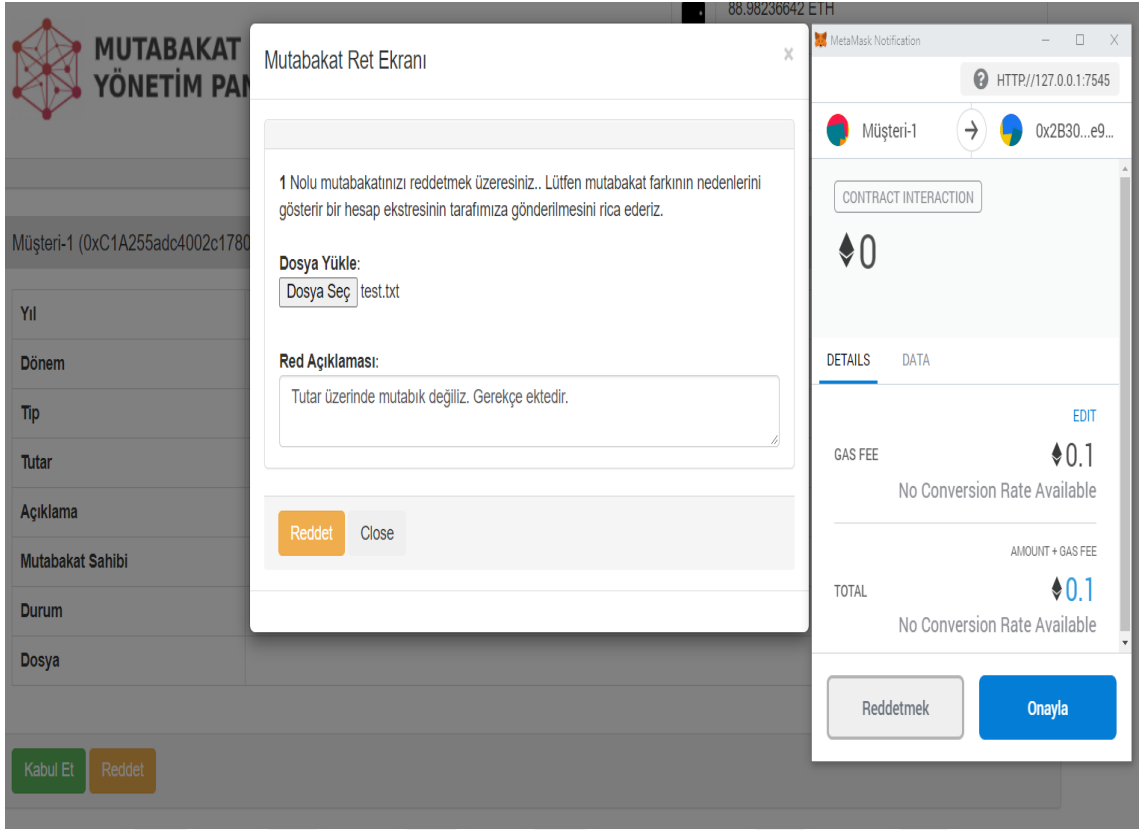 88.98236642 ETH
MUTABAKAT
YÖNETİM PAN
Müşteri-1 (0xC1A255adc4002c1780
Yıl
Dönem
Tip
Tutar
Açıklama
Mutabakat Sahibi
Durum
Dosya
Kabul Et
Reddet
Mutabakat Ret Ekranı
×
1 Nolu mutabakatınızı reddetmek üzeresiniz.. Lütfen mutabakat farkının nedenlerini
gösterir bir hesap ekstresinin tarafımıza gönderilmesini rica ederiz.
Dosya Yükle:
Dosya Seç test.txt
Red Açıklaması:
Tutar üzerinde mutabık değiliz. Gerekçe ektedir.
Reddet
Close
MetaMask Notification
HTTP://127.0.0.1:7545
Müşteri-1
0x2B30...e9...
CONTRACT INTERACTION
0
DETAILS
DATA
EDIT
GAS FEE
0.1
No Conversion Rate Available
AMOUNT + GAS FEE
TOTAL
0.1
No Conversion Rate Available
Reddetmek
Onayla